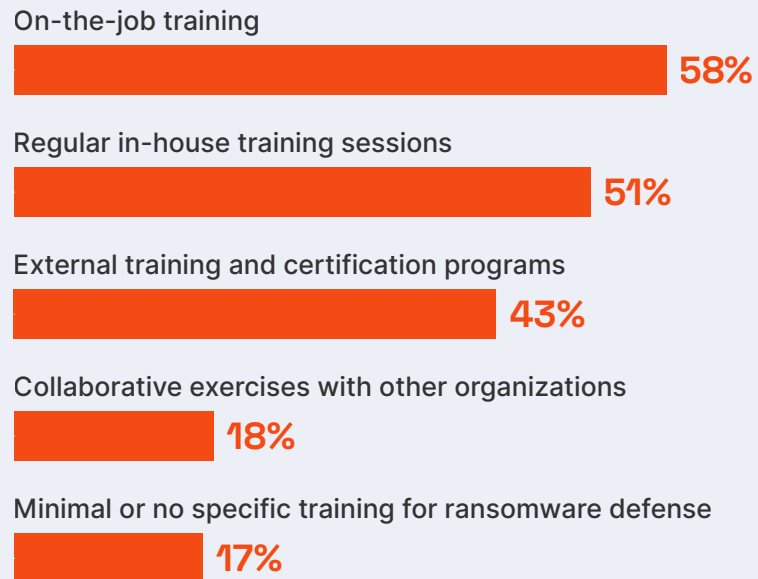 On-the-job training
58%
Regular in-house training sessions
51%
External training and certification programs
43%
Collaborative exercises with other organizations
18%
Minimal or no specific training for ransomware defense
17%